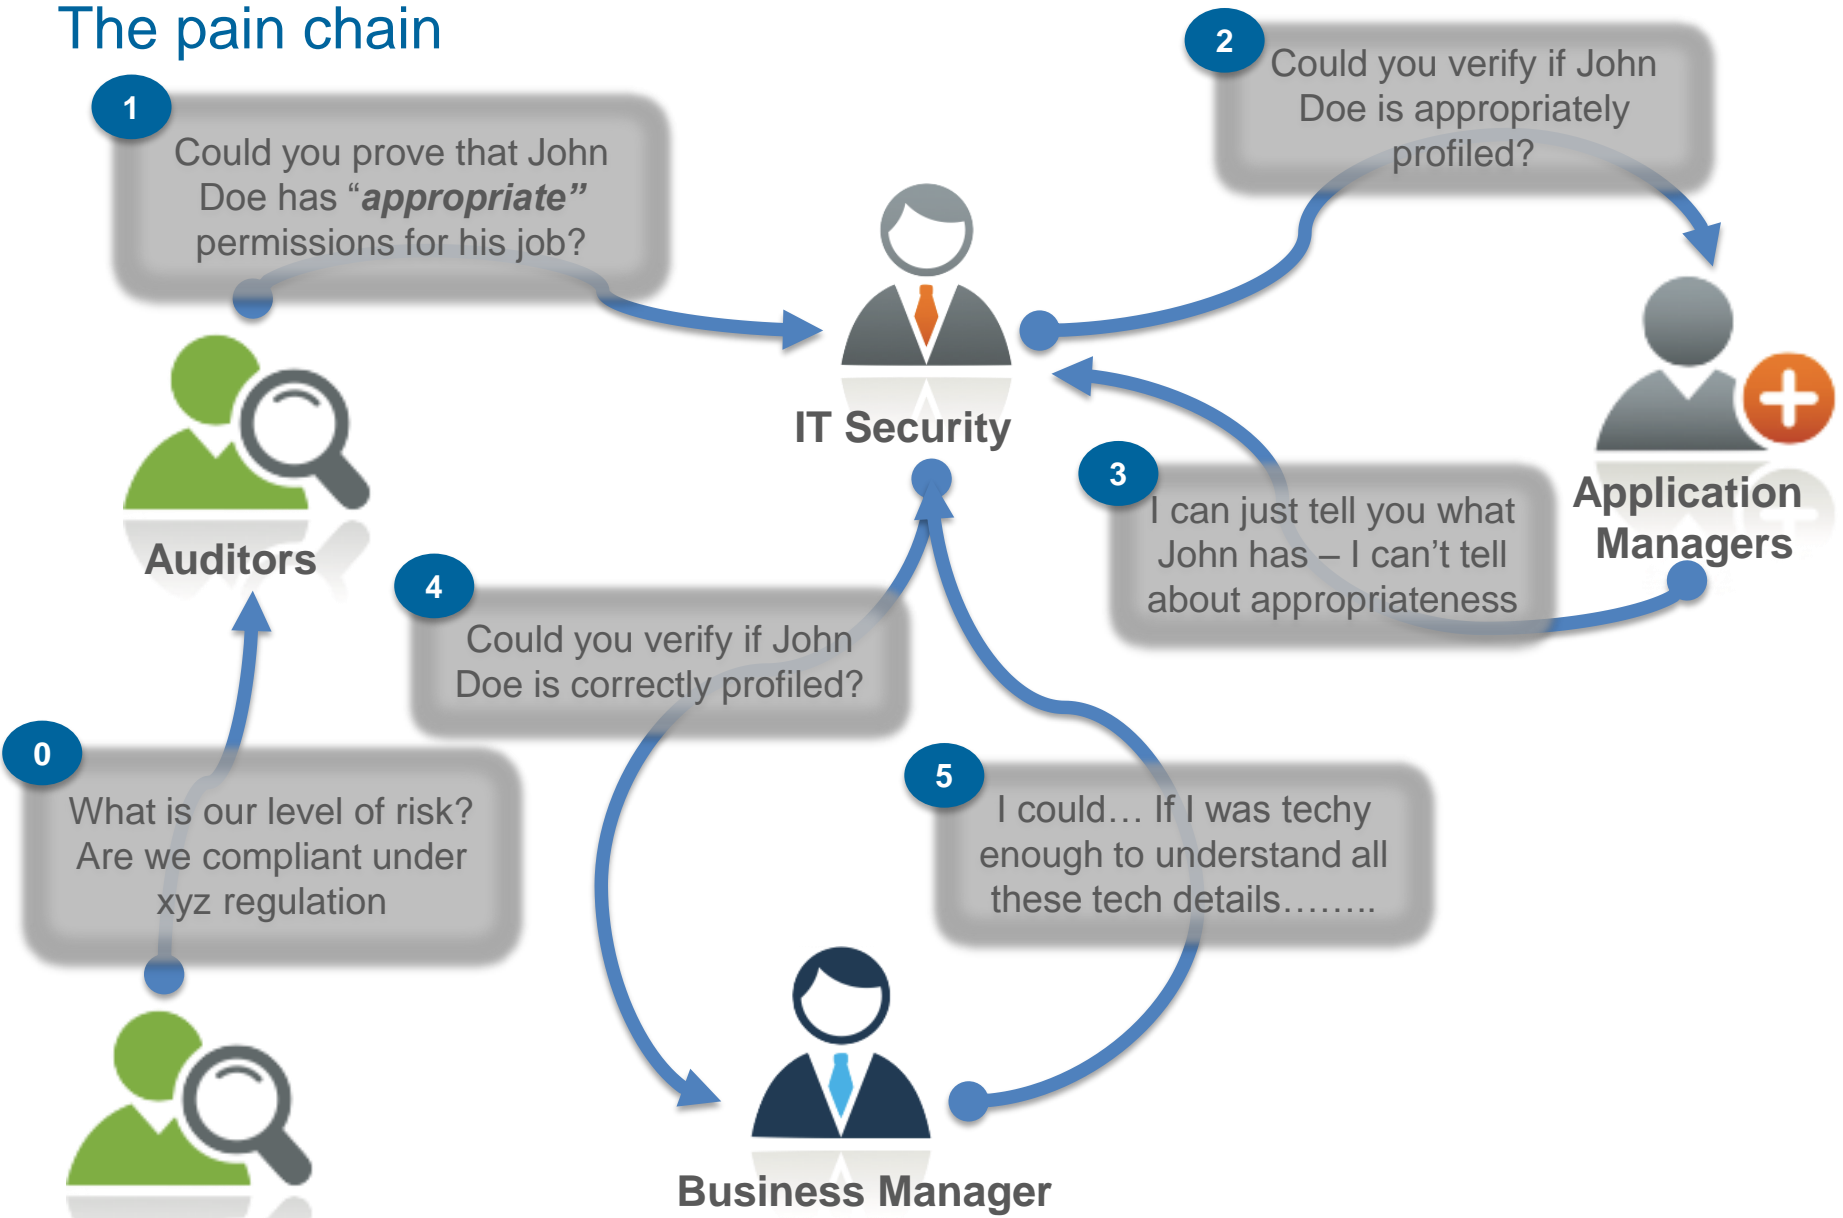 The pain chain
1
Could you prove that John
Doe has “appropriate”
permissions for his job?
2
Could you verify if John
Doe is appropriately
profiled?
IT Security
3
I can just tell you what
John has – I can’t tell
about appropriateness
Application
Managers
Auditors
4
Could you verify if John
Doe is correctly profiled?
0
What is our level of risk?
Are we compliant under
xyz regulation
5
I could… If I was techy
enough to understand all
these tech details……..
Business Manager